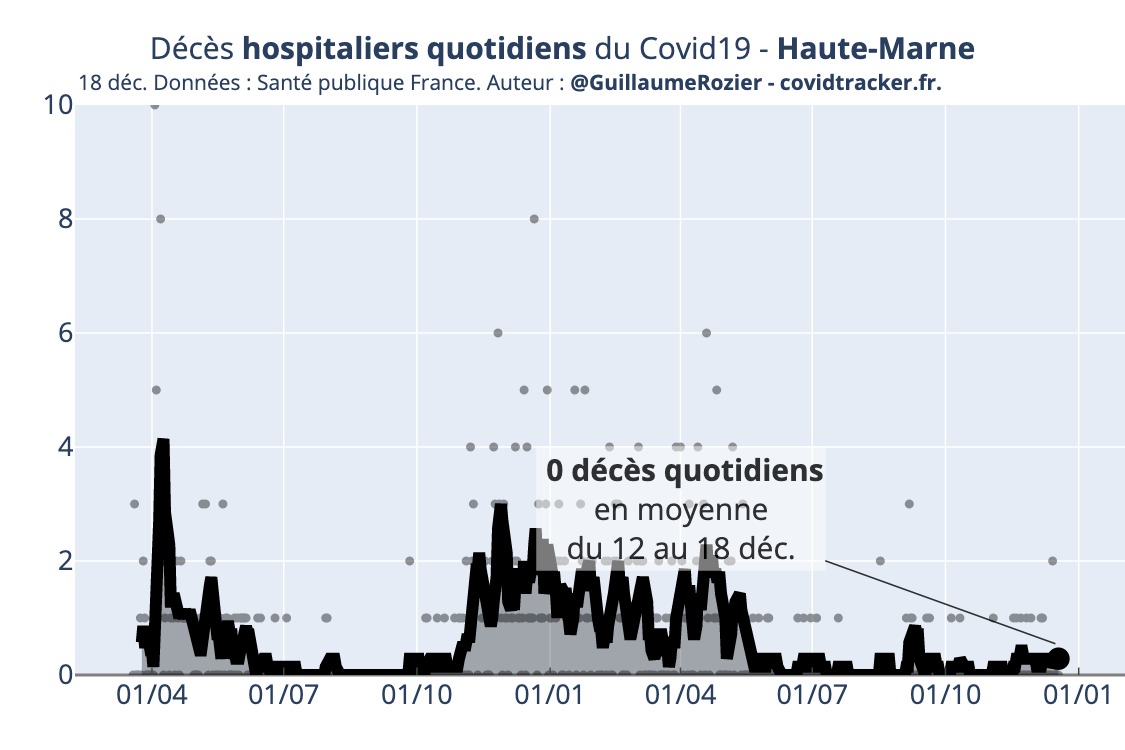 Décès hospitaliers quotidiens du Covid19 - Haute-Marne
18 déc. Données : Santé publique France. Auteur : @GuillaumeRozier - covidtracker.fr.
10
8
6
4
2
0
0 décès quotidiens
en moyenne
du 12 au 18 déc.
01/04 01/07 01/10 01/01 01/04 01/07 01/10 01/01